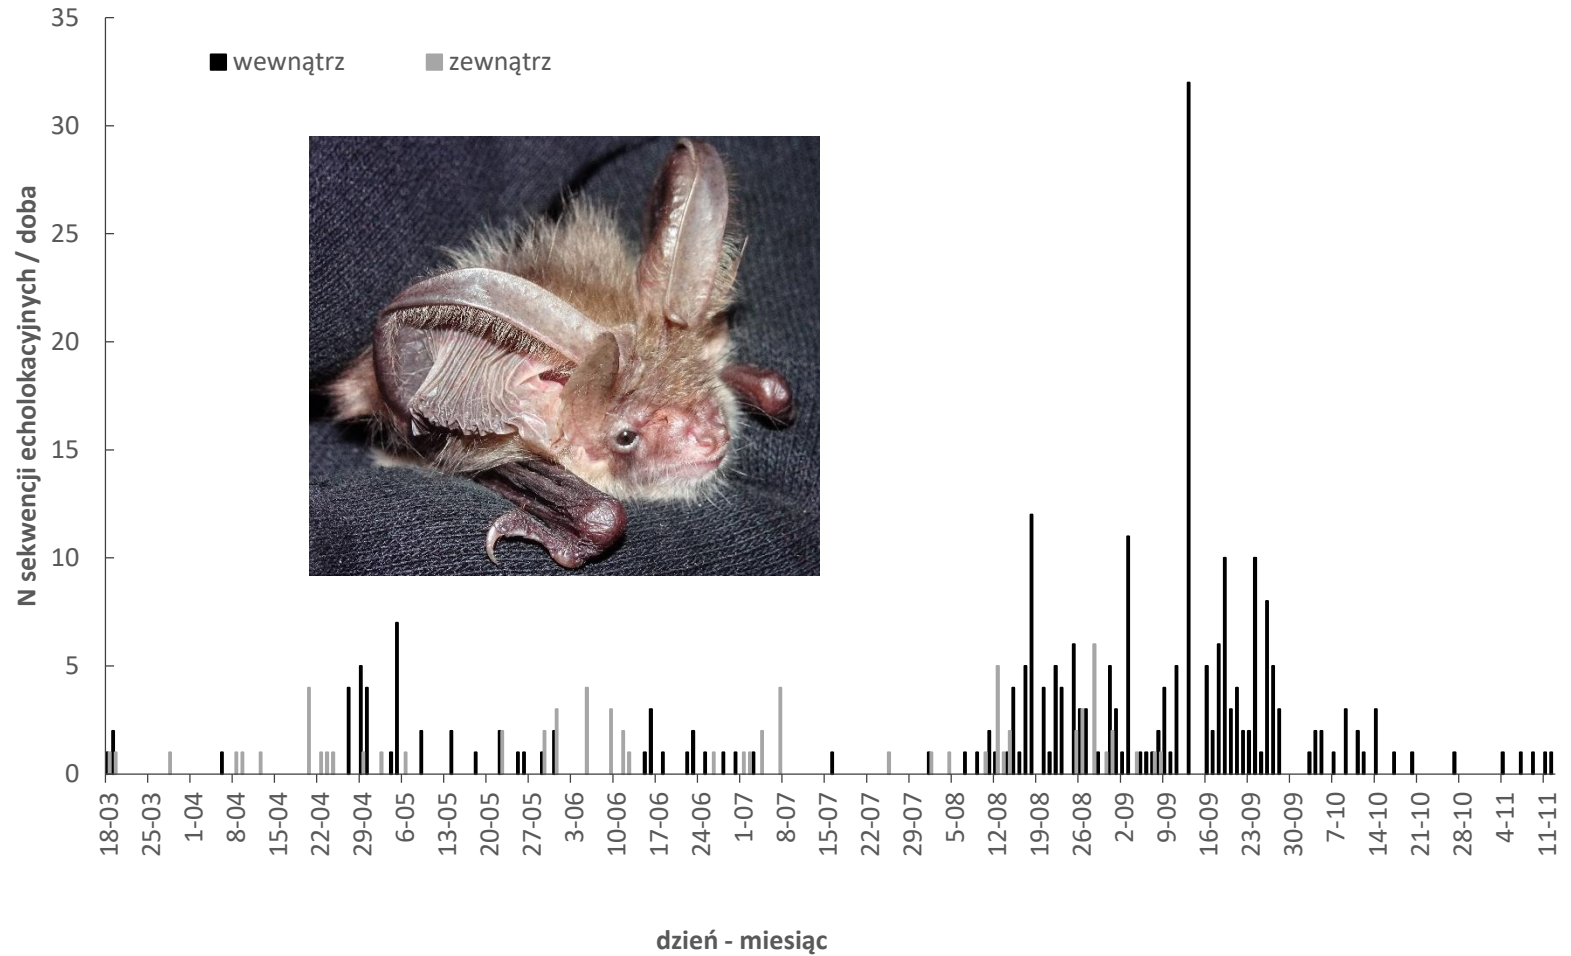 35
wewnątrz zewnątrz
30
25
20
15
10
5
0
N sekwencji echolokacyjnych / doba
18-03 25-03 1-04 8-04 15-04 22-04 29-04 6-05 13-05 20-05 27-05 3-06 10-06 17-06 24-06 1-07 8-07 15-07 22-07 29-07 5-08 12-08 19-08 26-08 2-09 9-09 16-09 23-09 30-09 7-10 14-10 21-10 28-10 4-11 11-11
dzień - miesiąc